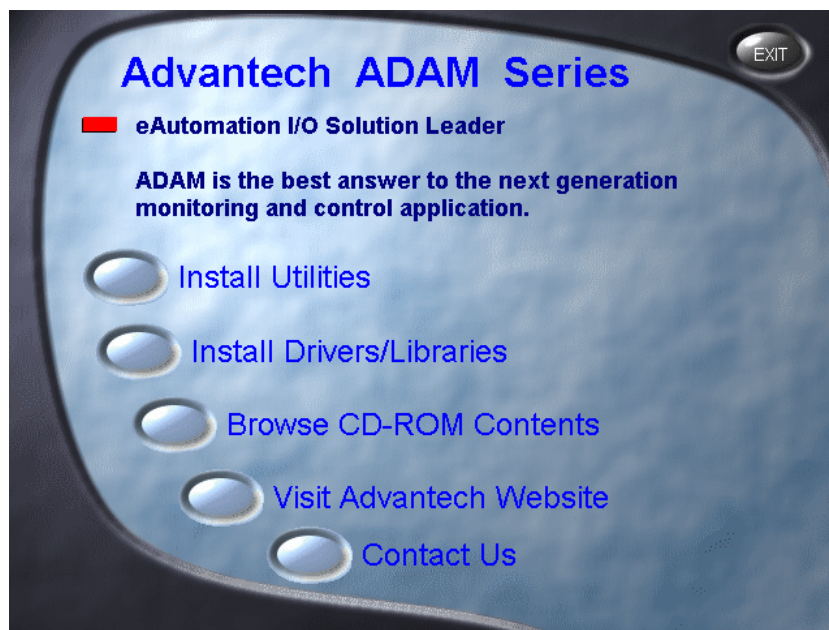 EXIT
Advantech ADAM Series
eAutomation I/O Solution Leader
ADAM is the best answer to the next generation
monitoring and control application.
Install Utilities
Install Drivers/Libraries
Browse CD-ROM Contents
Visit Advantech Website
Contact Us